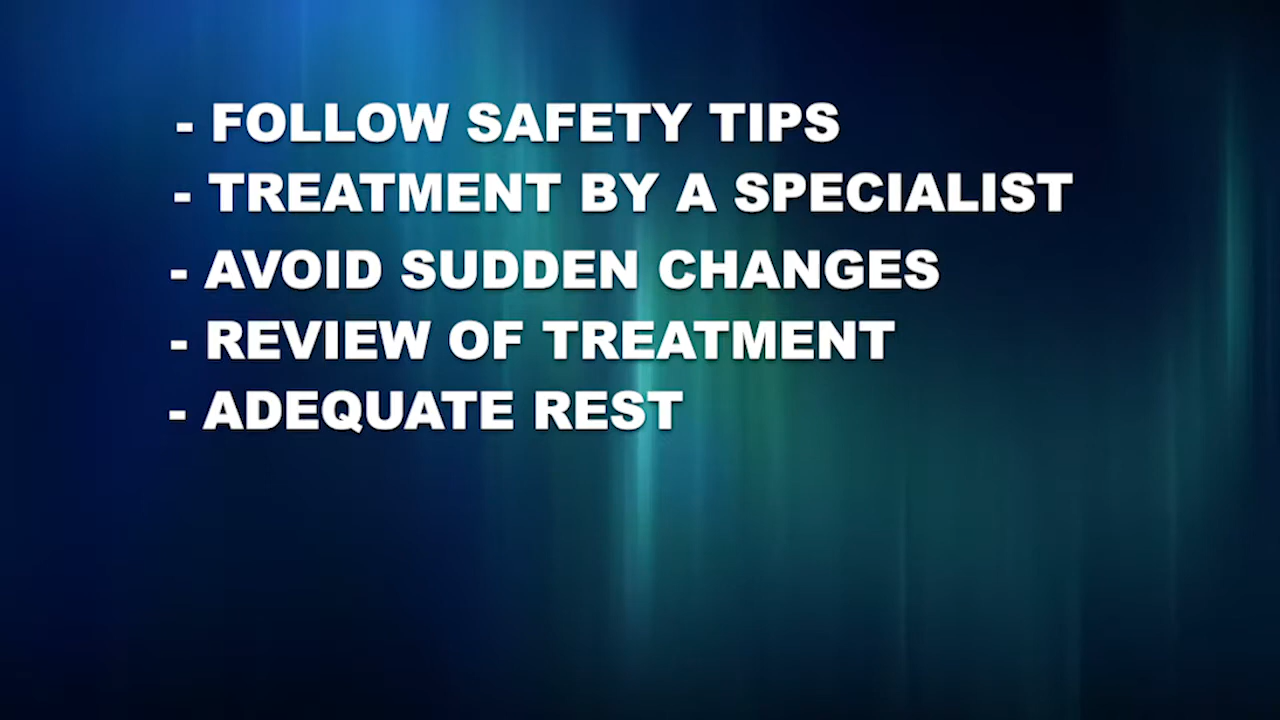 - FOLLOW SAFETY TIPS
- TREATMENT BY A SPECIALIST
- AVOID SUDDEN CHANGES
- REVIEW OF TREATMENT
- ADEQUATE REST